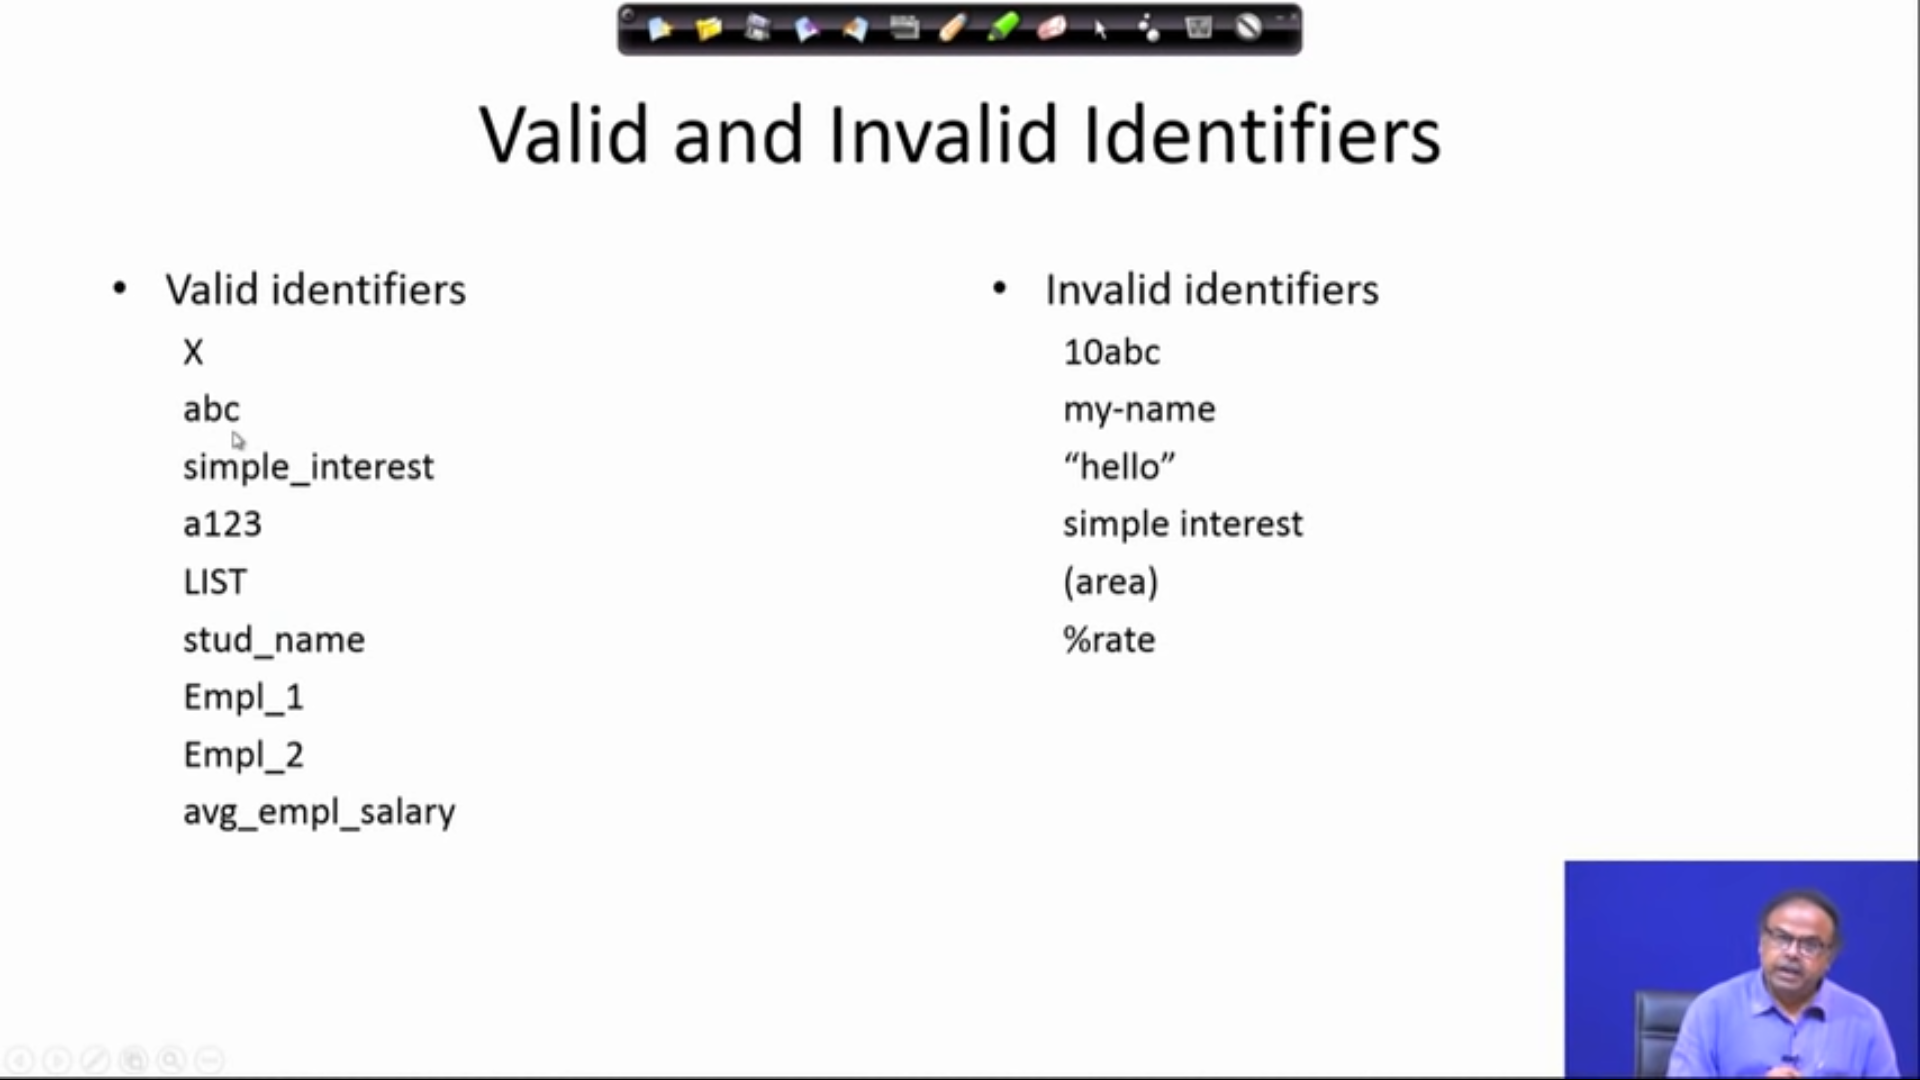 Valid and Invalid Identifiers
• Valid identifiers
X
abc
simple_interest
a123
LIST
stud_name
Empl_1
Empl_2
avg_empl_salary
• Invalid identifiers
10abc
my-name
“hello”
simple interest
(area)
%rate